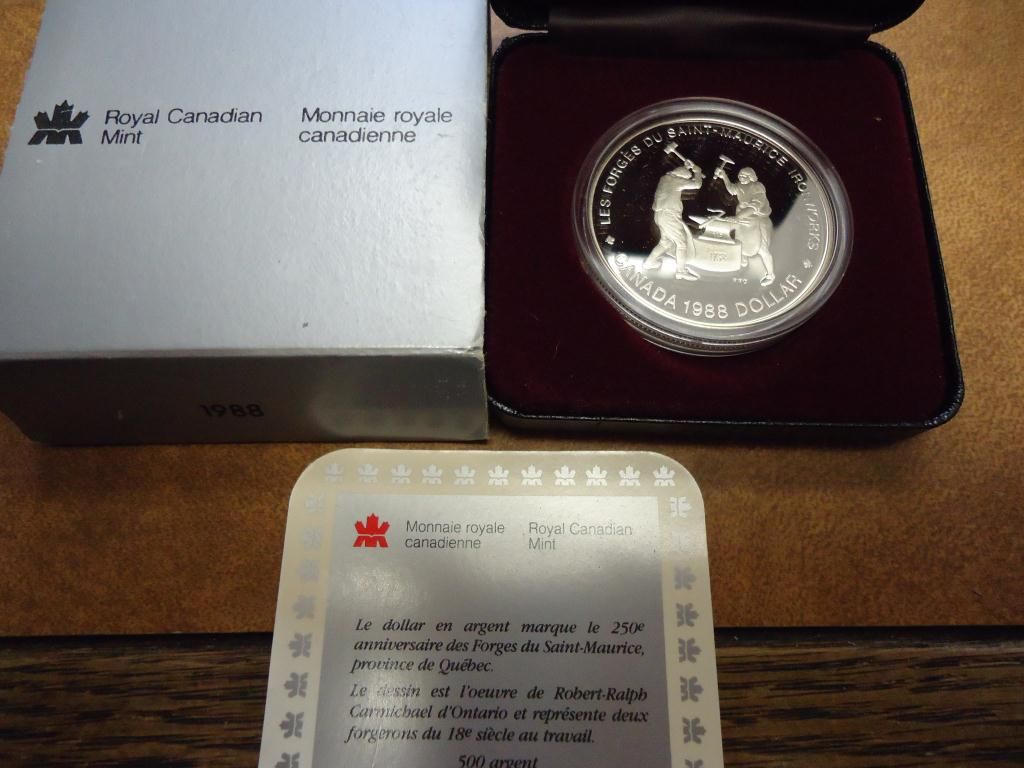 Royal Canadian
Mint
Monnaie royale
canadienne
1988
LES FORGES DU SAINT-MAURICE IRONWORKS
CANADA 1988 DOLLAR
Monnaie royale
canadienne
Royal Canadian
Mint
Le dollar en argent marque le 250e
anniversaire des Forges du Saint-Maurice,
province de Québec.
Le dessin est l'oeuvre de Robert-Ralph
Carmichael d'Ontario et représente deux
forgerons du 18e siècle au travail.
500 argent